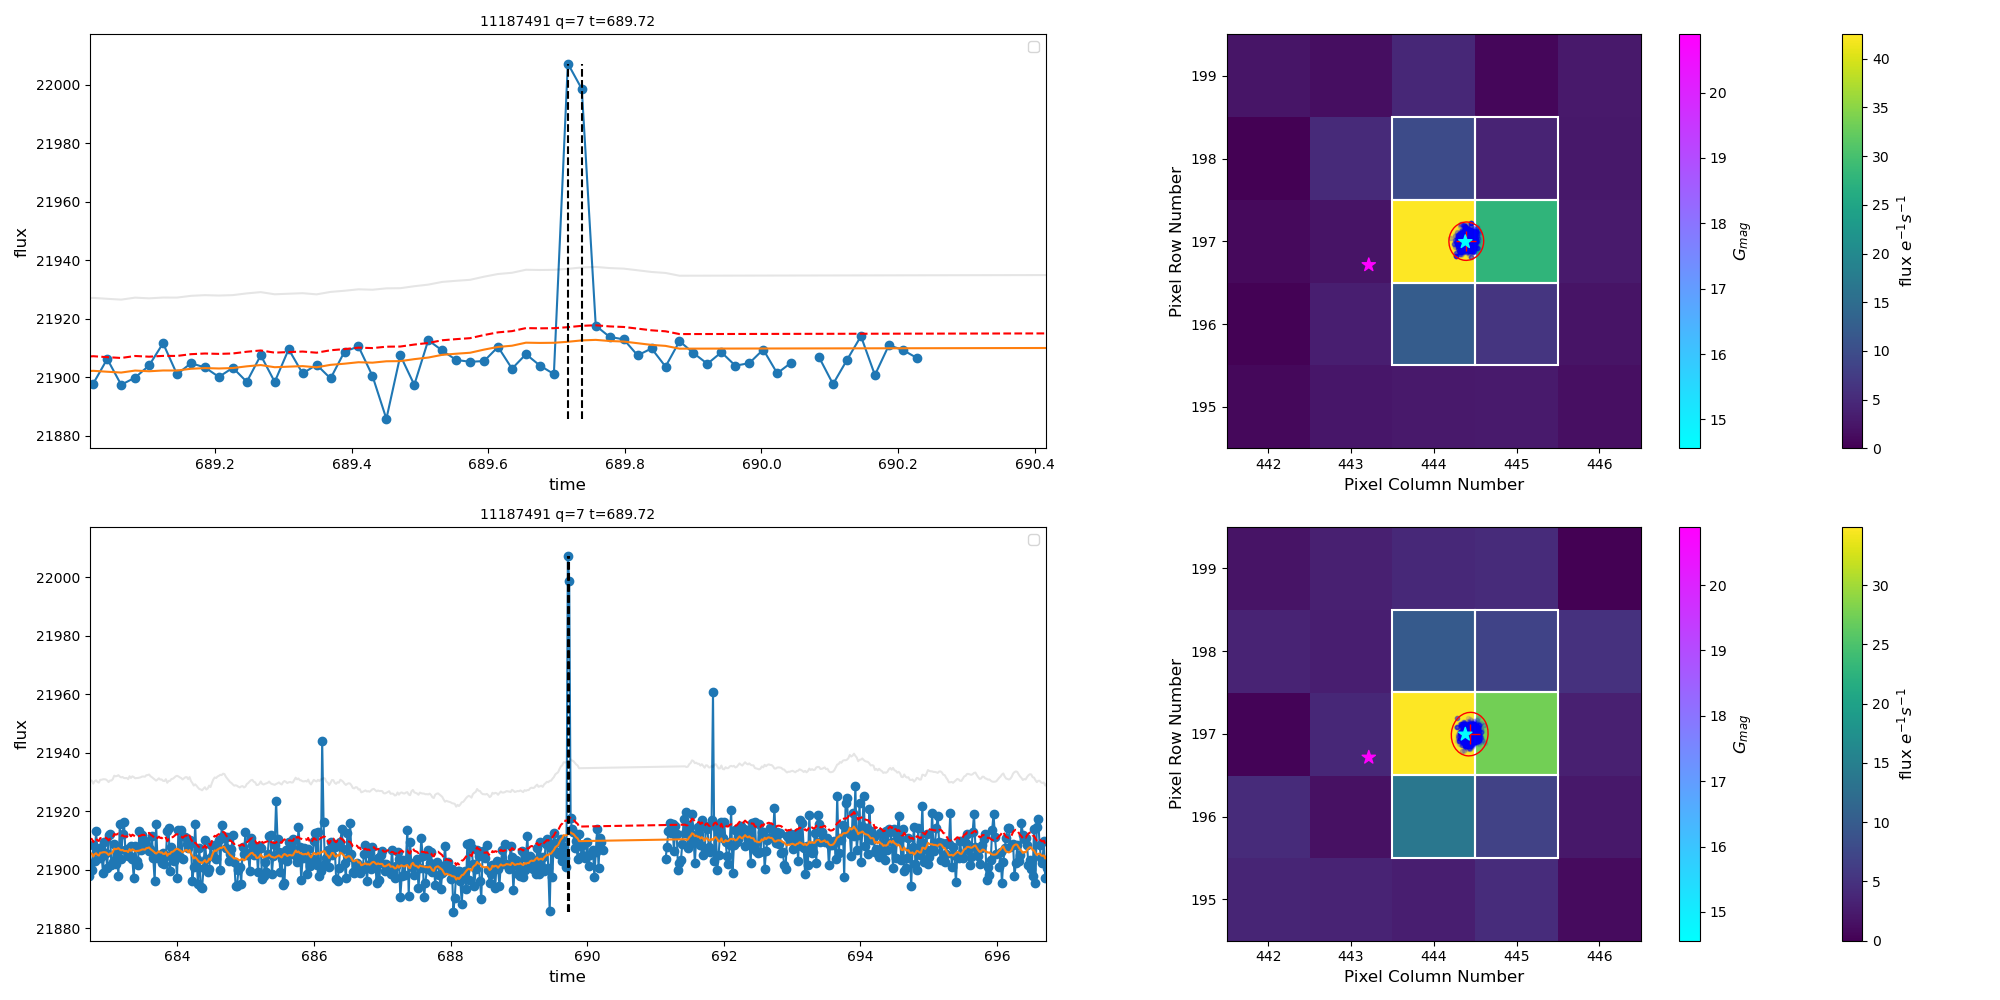 11187491 q=7 t=689.72
22000
21980
21960
21940
21920
21900
21880
flux
689.2 689.4 689.6 689.8 690.0 690.2 690.4
time
199
198
197
196
195
Pixel Row Number
442 443 444 445 446
Pixel Column Number
20
19
18
17
16
15
G_mag
40
35
30
25
20
15
10
5
0
flux e⁻¹s⁻¹
11187491 q=7 t=689.72
22000
21980
21960
21940
21920
21900
21880
flux
684 686 688 690 692 694 696
time
199
198
197
196
195
Pixel Row Number
442 443 444 445 446
Pixel Column Number
20
19
18
17
16
15
G_mag
30
25
20
15
10
5
0
flux e⁻¹s⁻¹